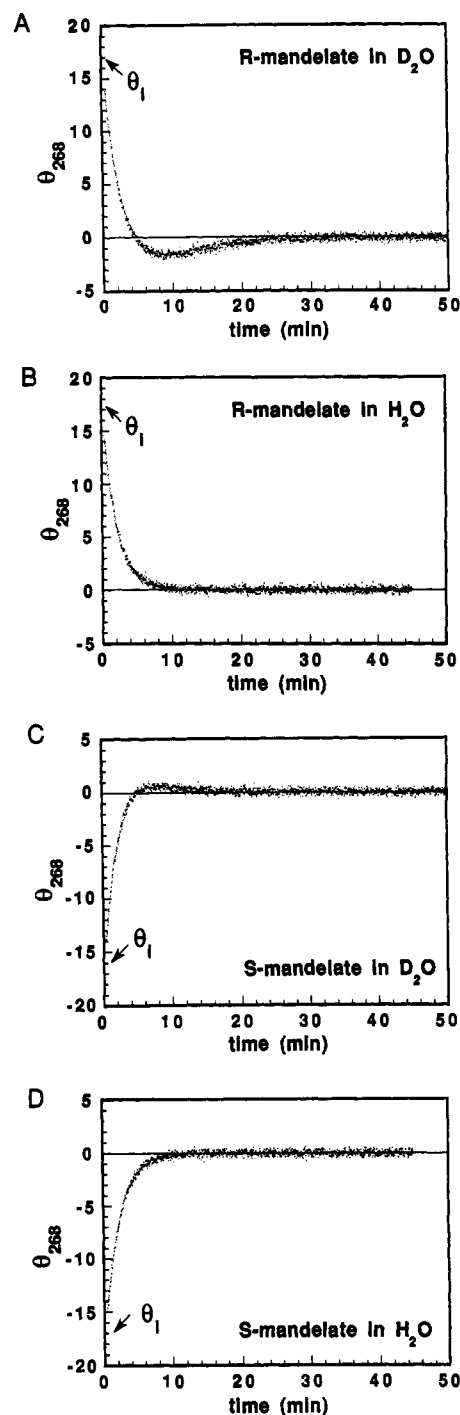 A
R-mandelate in D₂O
θ₂₆₈
θᵢ
20
15
10
5
0
-5
0 10 20 30 40 50
time (min)
B
R-mandelate in H₂O
θ₂₆₈
θᵢ
20
15
10
5
0
-5
0 10 20 30 40 50
time (min)
C
θ₂₆₈
θᵢ
5
0
-5
-10
-15
-20
S-mandelate in D₂O
0 10 20 30 40 50
time (min)
D
θ₂₆₈
θᵢ
5
0
-5
-10
-15
-20
S-mandelate in H₂O
0 10 20 30 40 50
time (min)